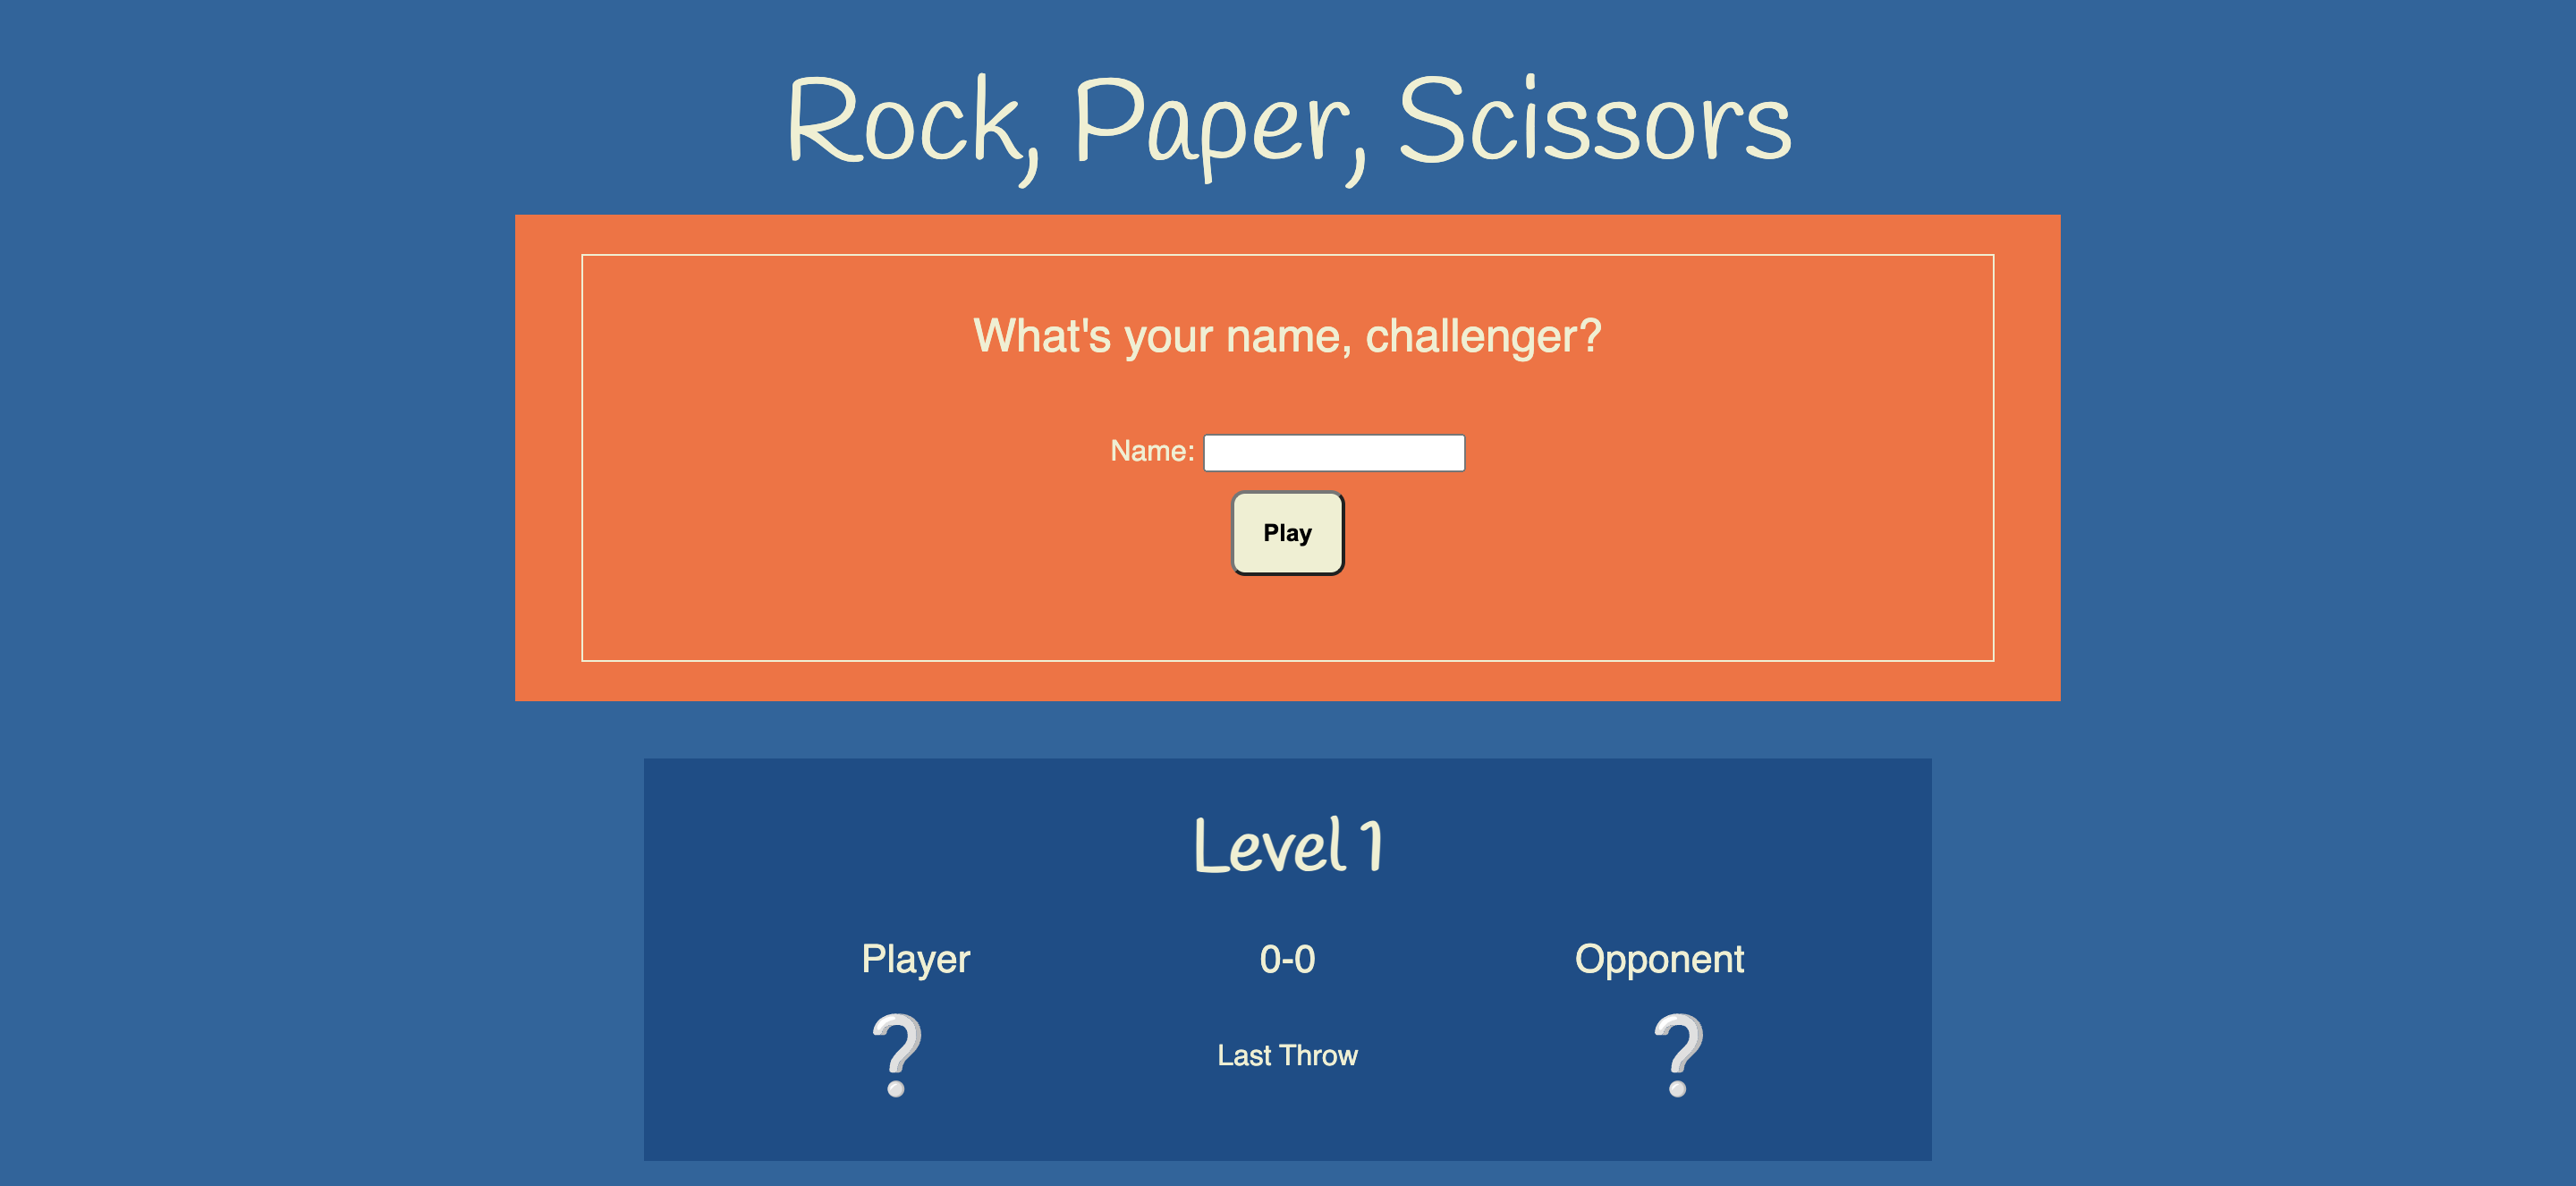 Rock, Paper, Scissors
What's your name, challenger?
Name:
Play
Level 1
Player 0-0 Opponent
❔ Last Throw ❔